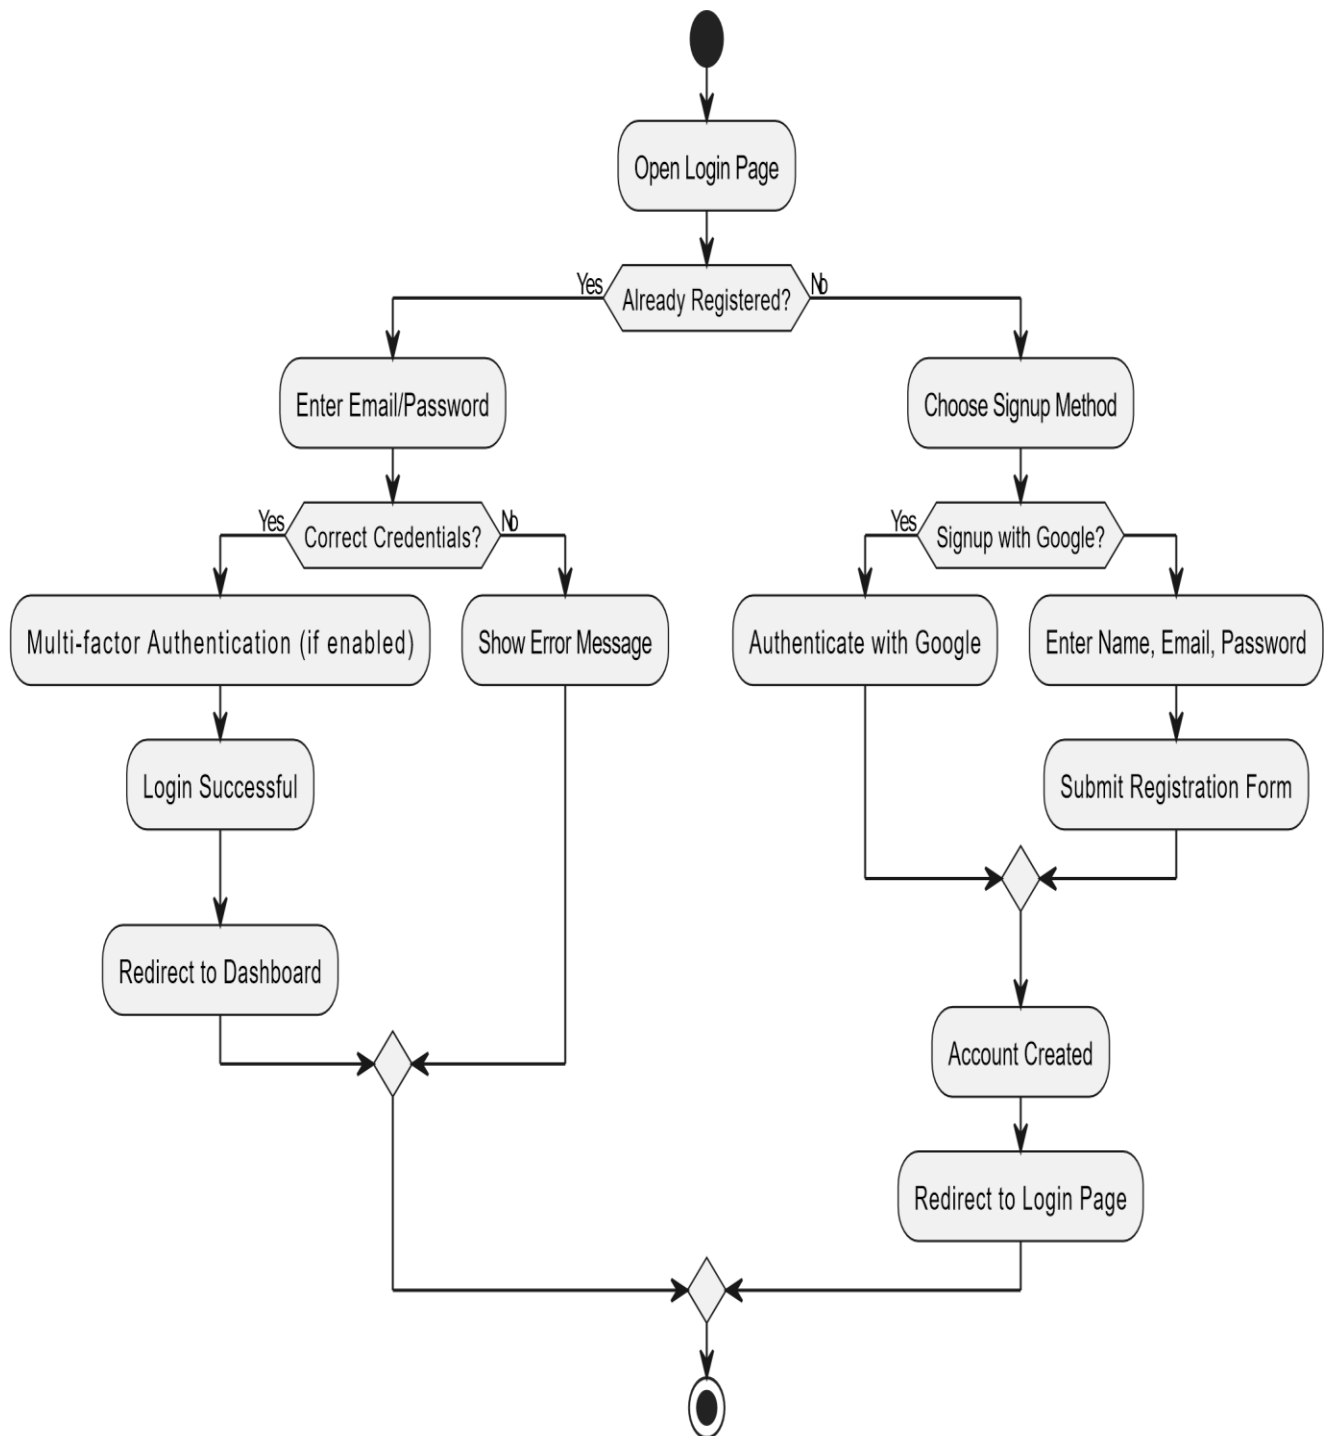 Open Login Page
Yes
Already Registered?
No
Enter Email/Password
Choose Signup Method
Yes
Correct Credentials?
No
Yes
Signup with Google?
Multi-factor Authentication (if enabled)
Show Error Message
Authenticate with Google
Enter Name, Email, Password
Login Successful
Submit Registration Form
Redirect to Dashboard
Account Created
Redirect to Login Page